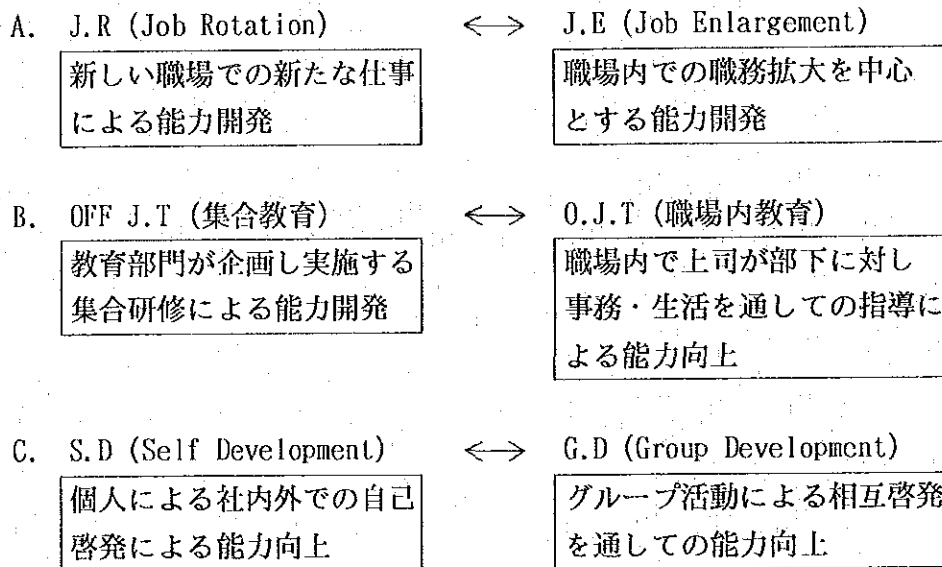 A. J.R (Job Rotation) ←→ J.E (Job Enlargement)
新しい職場での新たな仕事 職場内での職務拡大を中心
による能力開発 とする能力開発
B. OFF J.T (集合教育) ←→ O.J.T (職場内教育)
教育部門が企画し実施する 職場内で上司が部下に対し
集合研修による能力開発 事務・生活を通しての指導に
よる能力向上
C. S.D (Self Development) ←→ G.D (Group Development)
個人による社内外での自己 グループ活動による相互啓発
啓発による能力向上 を通しての能力向上